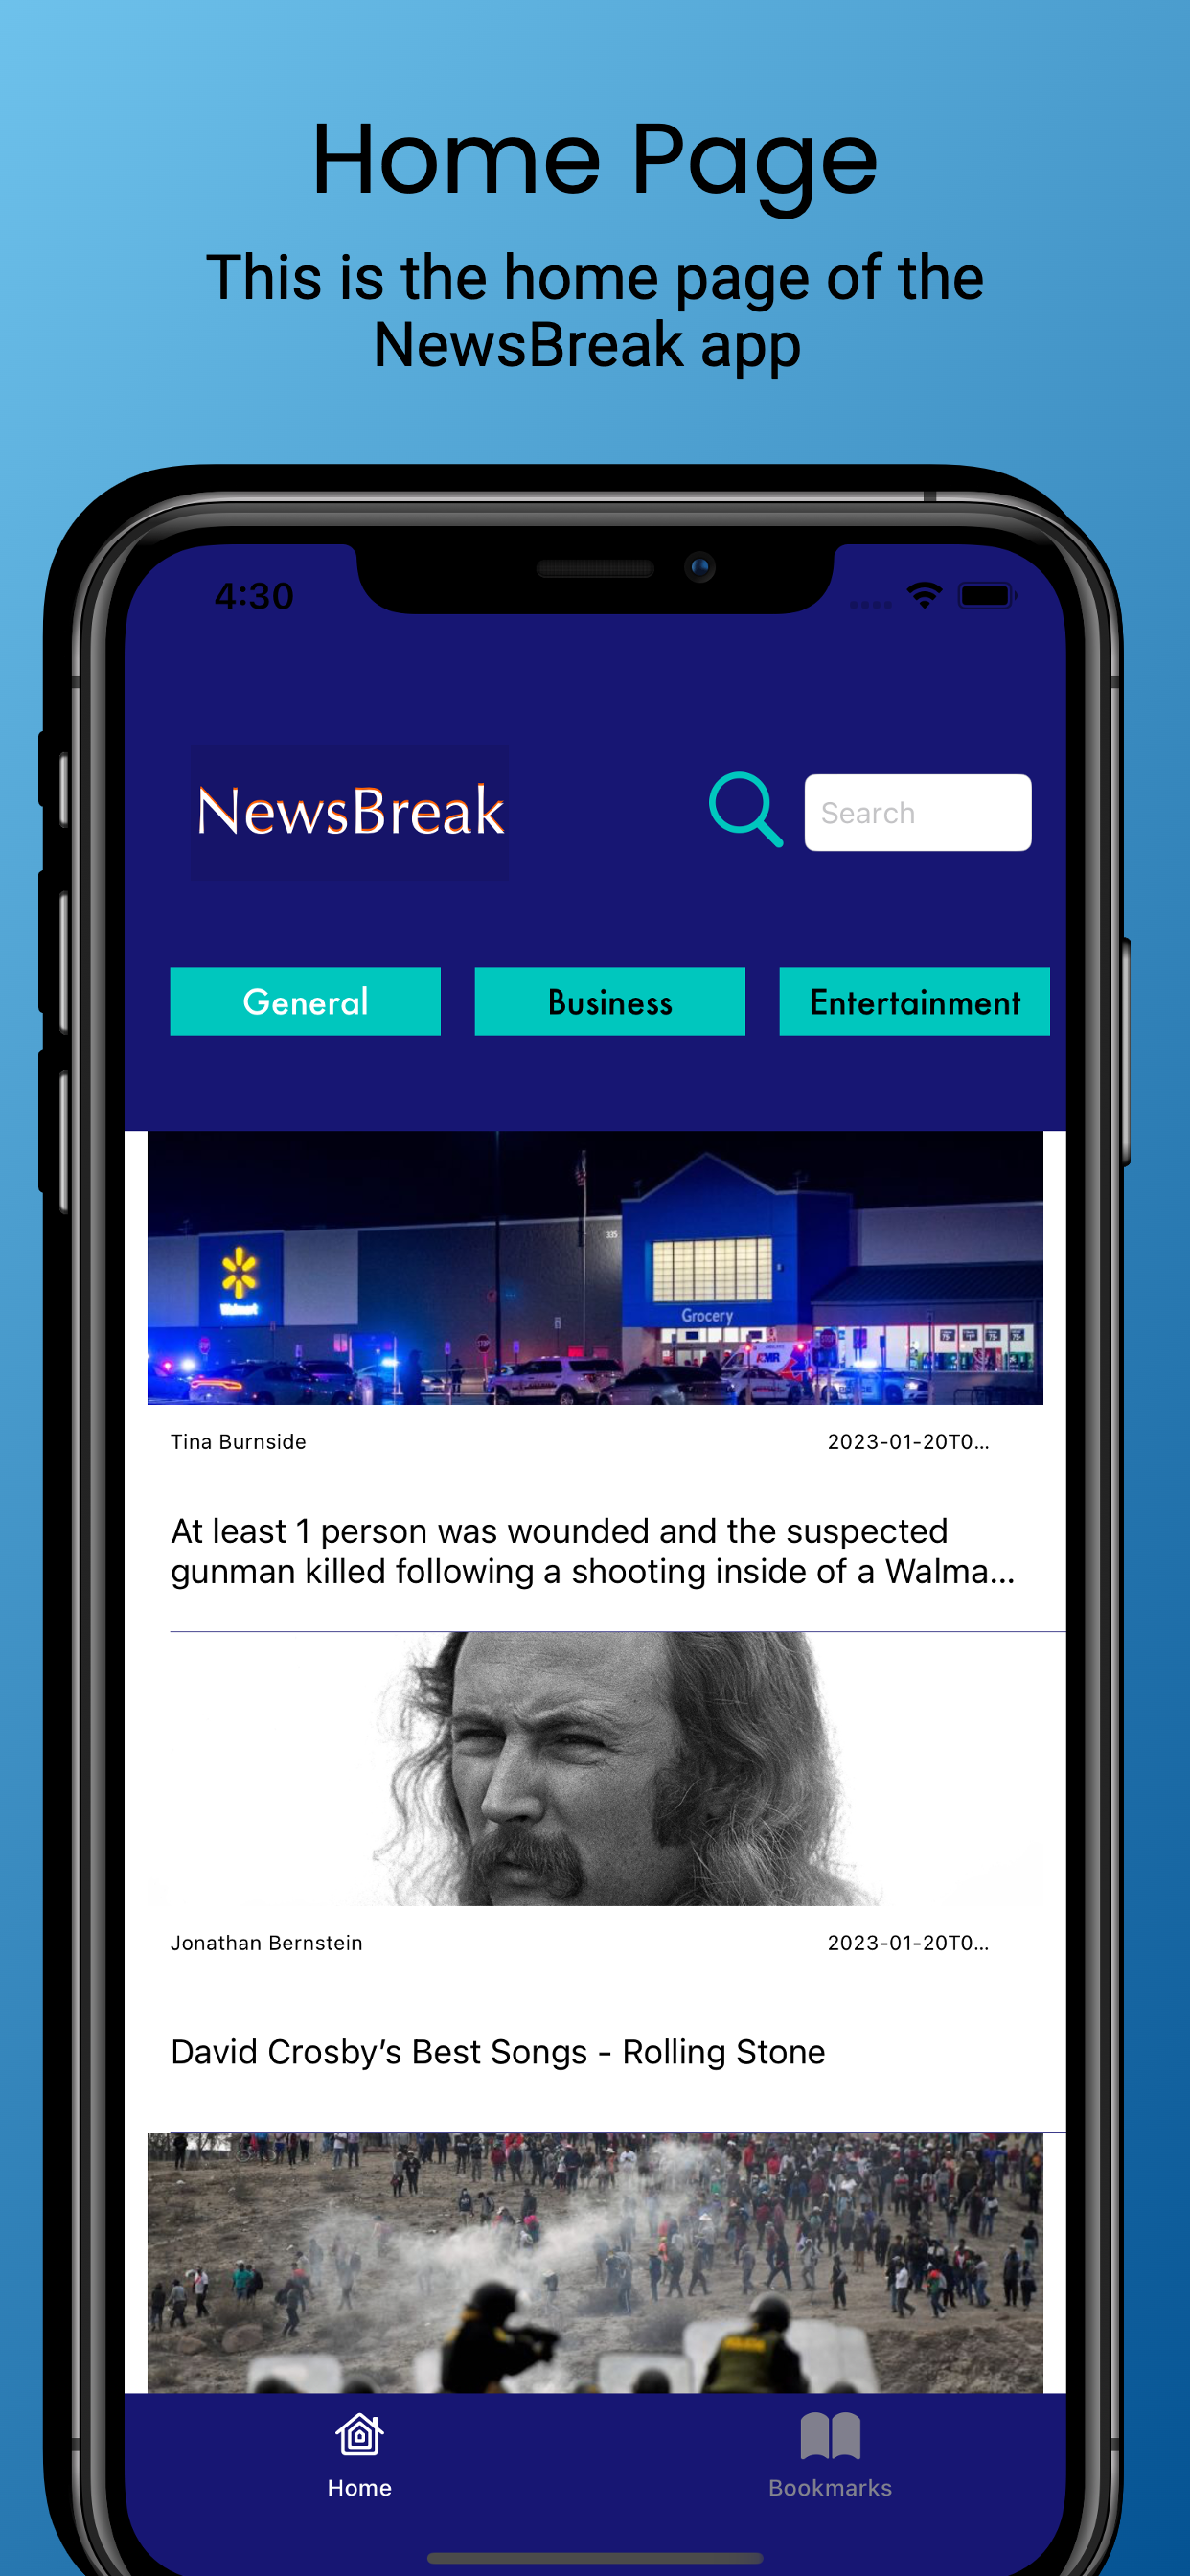 Home Page
This is the home page of the
NewsBreak app
4:30
NewsBreak
Search
General
Business
Entertainment
335
Walmart
Grocery
AMR
Tina Burnside
2023-01-20T0...
At least 1 person was wounded and the suspected
gunman killed following a shooting inside of a Walma...
Jonathan Bernstein
2023-01-20T0...
David Crosby’s Best Songs - Rolling Stone
Home
Bookmarks